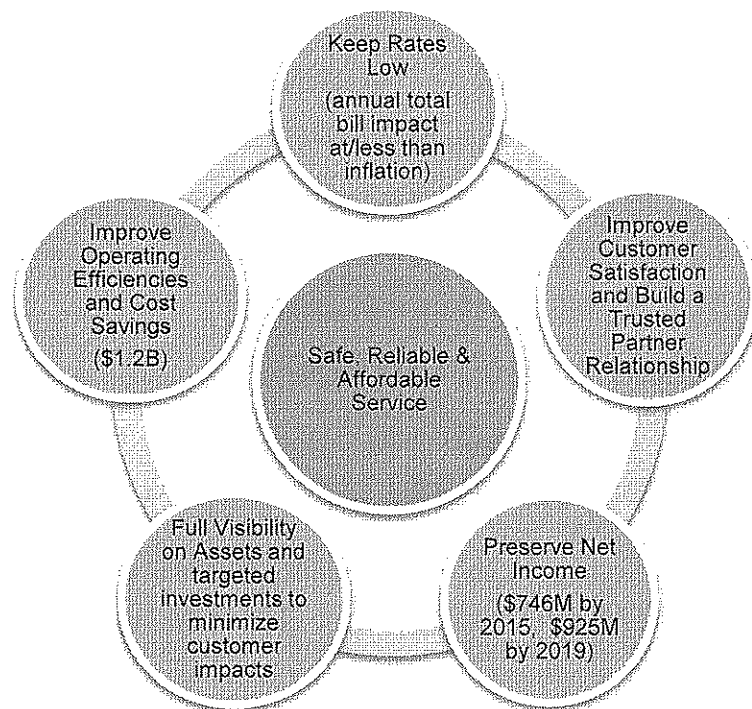 Keep Rates
Low
(annual total
bill impact
at/less than
inflation)
Improve
Customer
Satisfaction
and Build a
Trusted
Partner
Relationship
Preserve Net
Income
($746M by
2015, $925M
by 2019)
Full Visibility
on Assets and
targeted
investments to
minimize
customer
impacts
Improve
Operating
Efficiencies
and Cost
Savings
($1.2B)
Safe, Reliable &
Affordable
Service